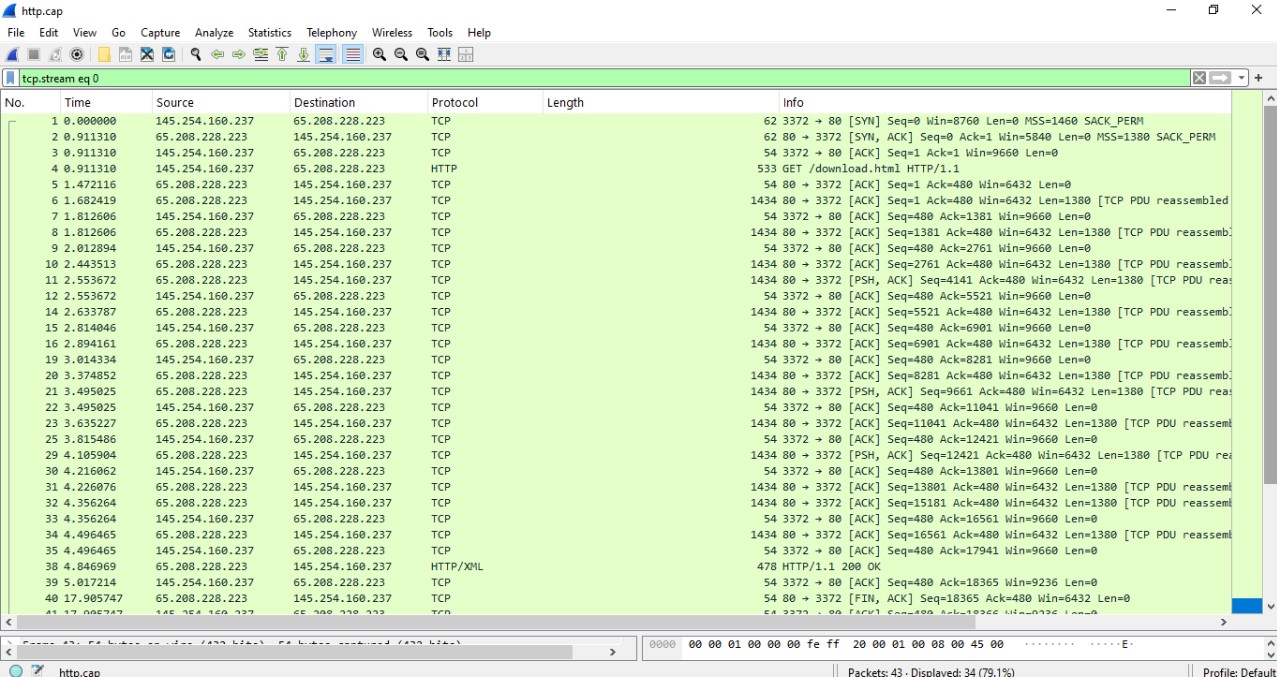 http.cap
File Edit View Go Capture Analyze Statistics Telephony Wireless Tools Help
tcp.stream eq 0
No. Time Source Destination Protocol Length Info
1 0.000000 145.254.160.237 65.208.228.223 TCP 62 3372 → 80 [SYN] Seq=0 Win=8760 Len=0 MSS=1460 SACK_PERM
2 0.911310 65.208.228.223 145.254.160.237 TCP 62 80 → 3372 [SYN, ACK] Seq=0 Ack=1 Win=5840 Len=0 MSS=1380 SACK_PERM
3 0.911310 145.254.160.237 65.208.228.223 TCP 54 3372 → 80 [ACK] Seq=1 Ack=1 Win=9660 Len=0
4 0.911310 145.254.160.237 65.208.228.223 HTTP 533 GET /download.html HTTP/1.1
5 1.472116 65.208.228.223 145.254.160.237 TCP 54 80 → 3372 [ACK] Seq=1 Ack=480 Win=6432 Len=0
6 1.682419 65.208.228.223 145.254.160.237 TCP 1434 80 → 3372 [ACK] Seq=1 Ack=480 Win=6432 Len=1380 [TCP PDU reassembled
7 1.812606 145.254.160.237 65.208.228.223 TCP 54 3372 → 80 [ACK] Seq=480 Ack=1381 Win=9660 Len=0
8 1.812606 65.208.228.223 145.254.160.237 TCP 1434 80 → 3372 [ACK] Seq=1381 Ack=480 Win=6432 Len=1380 [TCP PDU reassembl
9 2.012894 145.254.160.237 65.208.228.223 TCP 54 3372 → 80 [ACK] Seq=480 Ack=2761 Win=9660 Len=0
10 2.443513 65.208.228.223 145.254.160.237 TCP 1434 80 → 3372 [ACK] Seq=2761 Ack=480 Win=6432 Len=1380 [TCP PDU reassembl
11 2.553672 65.208.228.223 145.254.160.237 TCP 1434 80 → 3372 [PSH, ACK] Seq=4141 Ack=480 Win=6432 Len=1380 [TCP PDU reas
12 2.553672 145.254.160.237 65.208.228.223 TCP 54 3372 → 80 [ACK] Seq=480 Ack=5521 Win=9660 Len=0
14 2.633787 65.208.228.223 145.254.160.237 TCP 1434 80 → 3372 [ACK] Seq=5521 Ack=480 Win=6432 Len=1380 [TCP PDU reassembl
15 2.814046 145.254.160.237 65.208.228.223 TCP 54 3372 → 80 [ACK] Seq=480 Ack=6901 Win=9660 Len=0
16 2.894161 65.208.228.223 145.254.160.237 TCP 1434 80 → 3372 [ACK] Seq=6901 Ack=480 Win=6432 Len=1380 [TCP PDU reassembl
19 3.014334 145.254.160.237 65.208.228.223 TCP 54 3372 → 80 [ACK] Seq=480 Ack=8281 Win=9660 Len=0
20 3.374852 65.208.228.223 145.254.160.237 TCP 1434 80 → 3372 [ACK] Seq=8281 Ack=480 Win=6432 Len=1380 [TCP PDU reassembl
21 3.495025 65.208.228.223 145.254.160.237 TCP 1434 80 → 3372 [PSH, ACK] Seq=9661 Ack=480 Win=6432 Len=1380 [TCP PDU reas
22 3.495025 145.254.160.237 65.208.228.223 TCP 54 3372 → 80 [ACK] Seq=480 Ack=11041 Win=9660 Len=0
23 3.635227 65.208.228.223 145.254.160.237 TCP 1434 80 → 3372 [ACK] Seq=11041 Ack=480 Win=6432 Len=1380 [TCP PDU reassemb
25 3.815486 145.254.160.237 65.208.228.223 TCP 54 3372 → 80 [ACK] Seq=480 Ack=12421 Win=9660 Len=0
29 4.105904 65.208.228.223 145.254.160.237 TCP 1434 80 → 3372 [PSH, ACK] Seq=12421 Ack=480 Win=6432 Len=1380 [TCP PDU rea
30 4.216062 145.254.160.237 65.208.228.223 TCP 54 3372 → 80 [ACK] Seq=480 Ack=13801 Win=9660 Len=0
31 4.226076 65.208.228.223 145.254.160.237 TCP 1434 80 → 3372 [ACK] Seq=13801 Ack=480 Win=6432 Len=1380 [TCP PDU reassemb
32 4.356264 65.208.228.223 145.254.160.237 TCP 1434 80 → 3372 [ACK] Seq=15181 Ack=480 Win=6432 Len=1380 [TCP PDU reassemb
33 4.356264 145.254.160.237 65.208.228.223 TCP 54 3372 → 80 [ACK] Seq=480 Ack=16561 Win=9660 Len=0
34 4.496465 65.208.228.223 145.254.160.237 TCP 1434 80 → 3372 [ACK] Seq=16561 Ack=480 Win=6432 Len=1380 [TCP PDU reassemb
35 4.496465 145.254.160.237 65.208.228.223 TCP 54 3372 → 80 [ACK] Seq=480 Ack=17941 Win=9660 Len=0
38 4.846969 65.208.228.223 145.254.160.237 HTTP/XML 478 HTTP/1.1 200 OK
39 5.017214 145.254.160.237 65.208.228.223 TCP 54 3372 → 80 [ACK] Seq=480 Ack=18365 Win=9236 Len=0
40 17.905747 65.208.228.223 145.254.160.237 TCP 54 80 → 3372 [FIN, ACK] Seq=18365 Ack=480 Win=6432 Len=0
41 17.905747 145.254.160.237 65.208.228.223 TCP 54 3372 → 80 [ACK] Seq=480 Ack=18366 Win=9236 Len=0
0000 00 00 01 00 00 00 fe ff 20 00 01 00 08 00 45 00 ········ ·····E·
http.cap Packets: 43 · Displayed: 34 (79.1%) Profile: Default